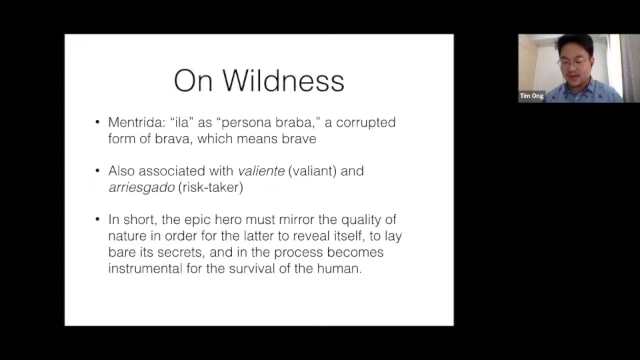 On Wildness
• Mentrida: “ila” as “persona braba,” a corrupted
form of brava, which means brave
• Also associated with valiente (valiant) and
arriesgado (risk-taker)
• In short, the epic hero must mirror the quality of
nature in order for the latter to reveal itself, to lay
bare its secrets, and in the process becomes
instrumental for the survival of the human.
Tim Ong